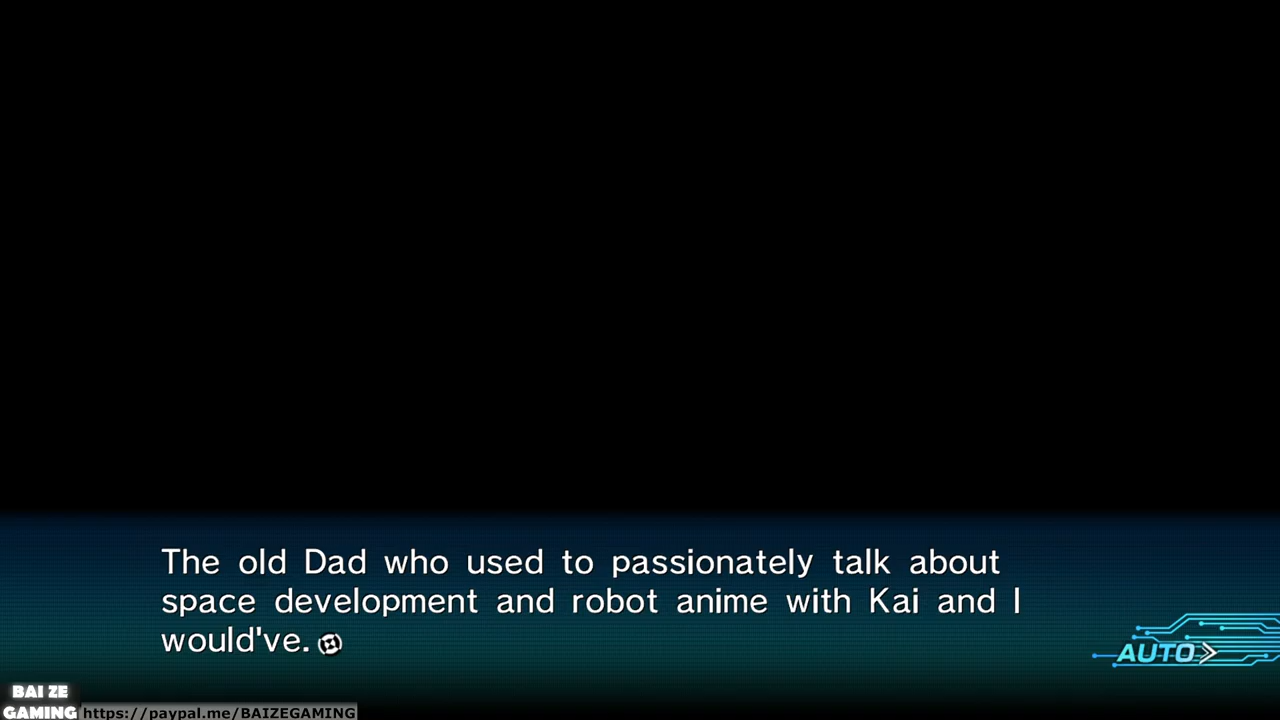 The old Dad who used to passionately talk about
space development and robot anime with Kai and I
would've.
AUTO
BAI ZE
GAMING https://paypal.me/BAIZEGAMING